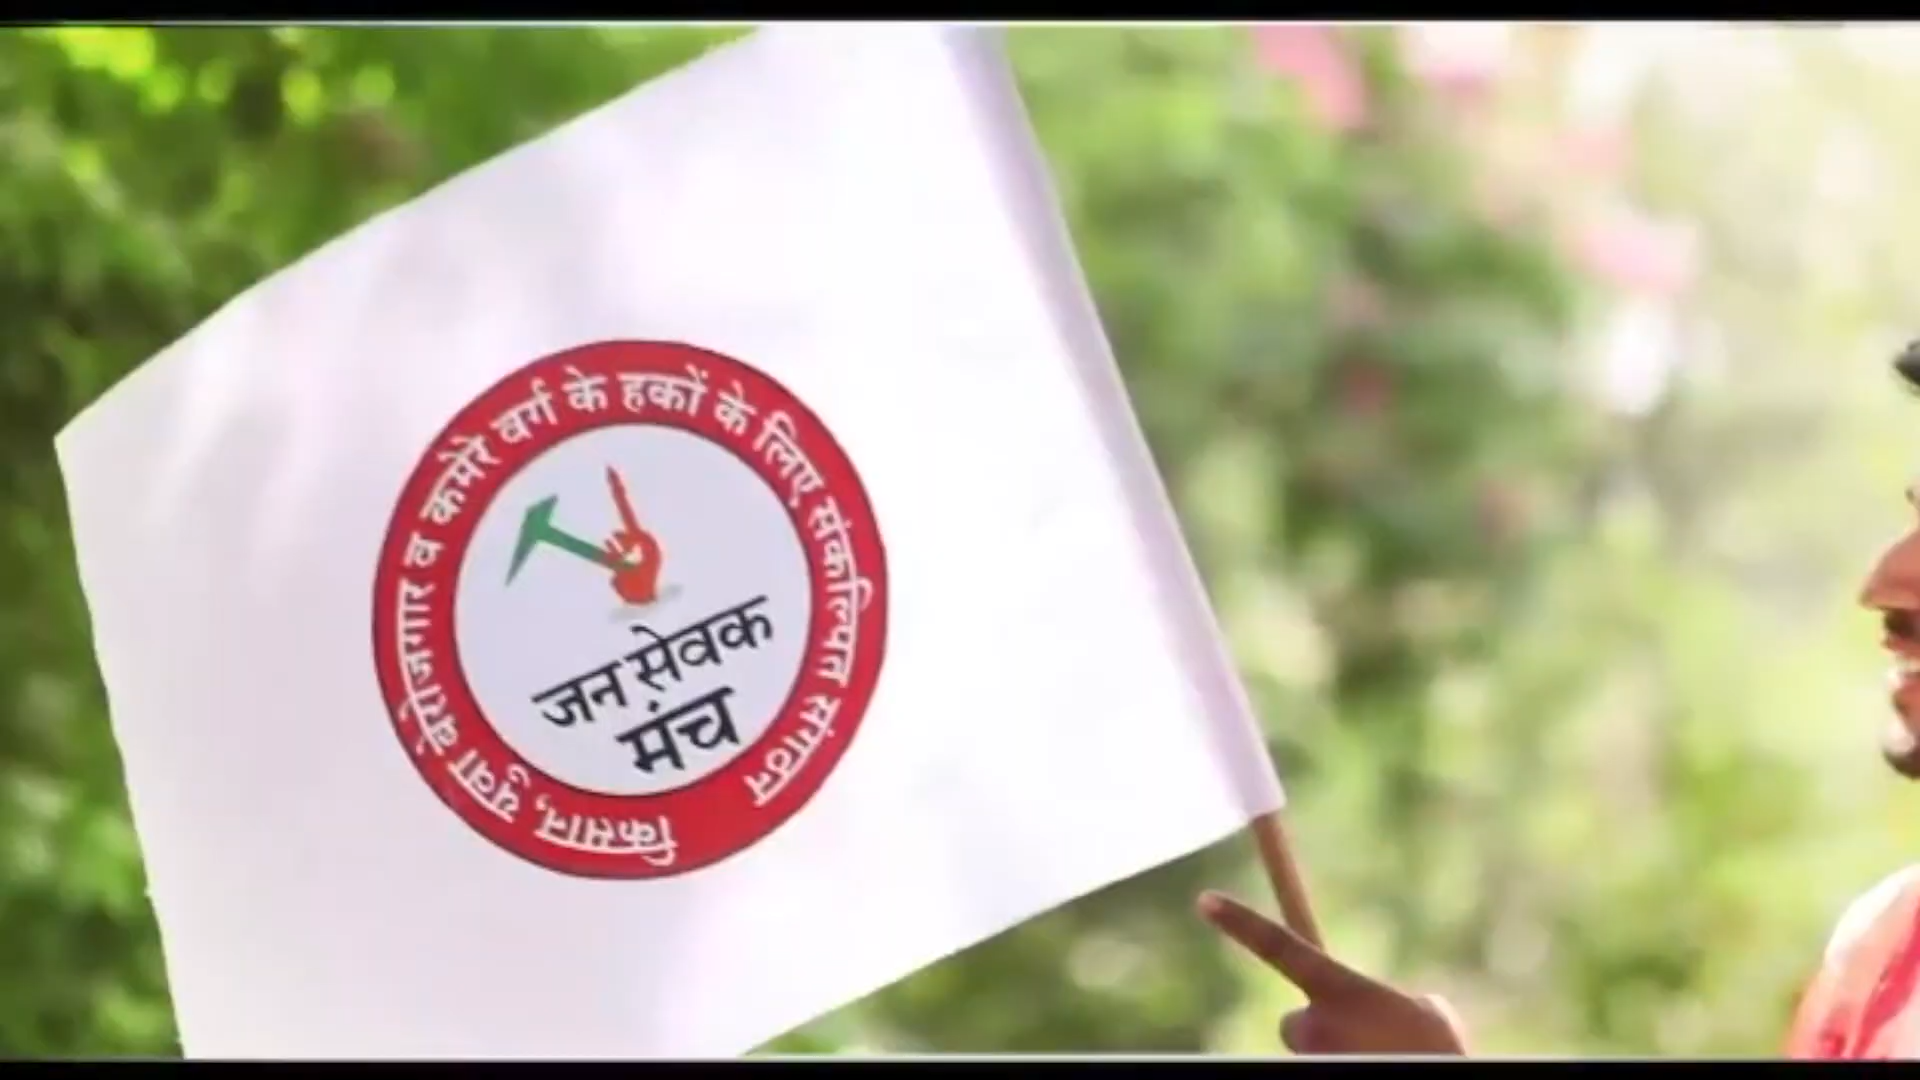 किसान, युवा बेरोजगार व कमेरे वर्ग के हकों के लिए संकल्पित संगठन
जन सेवक
मंच